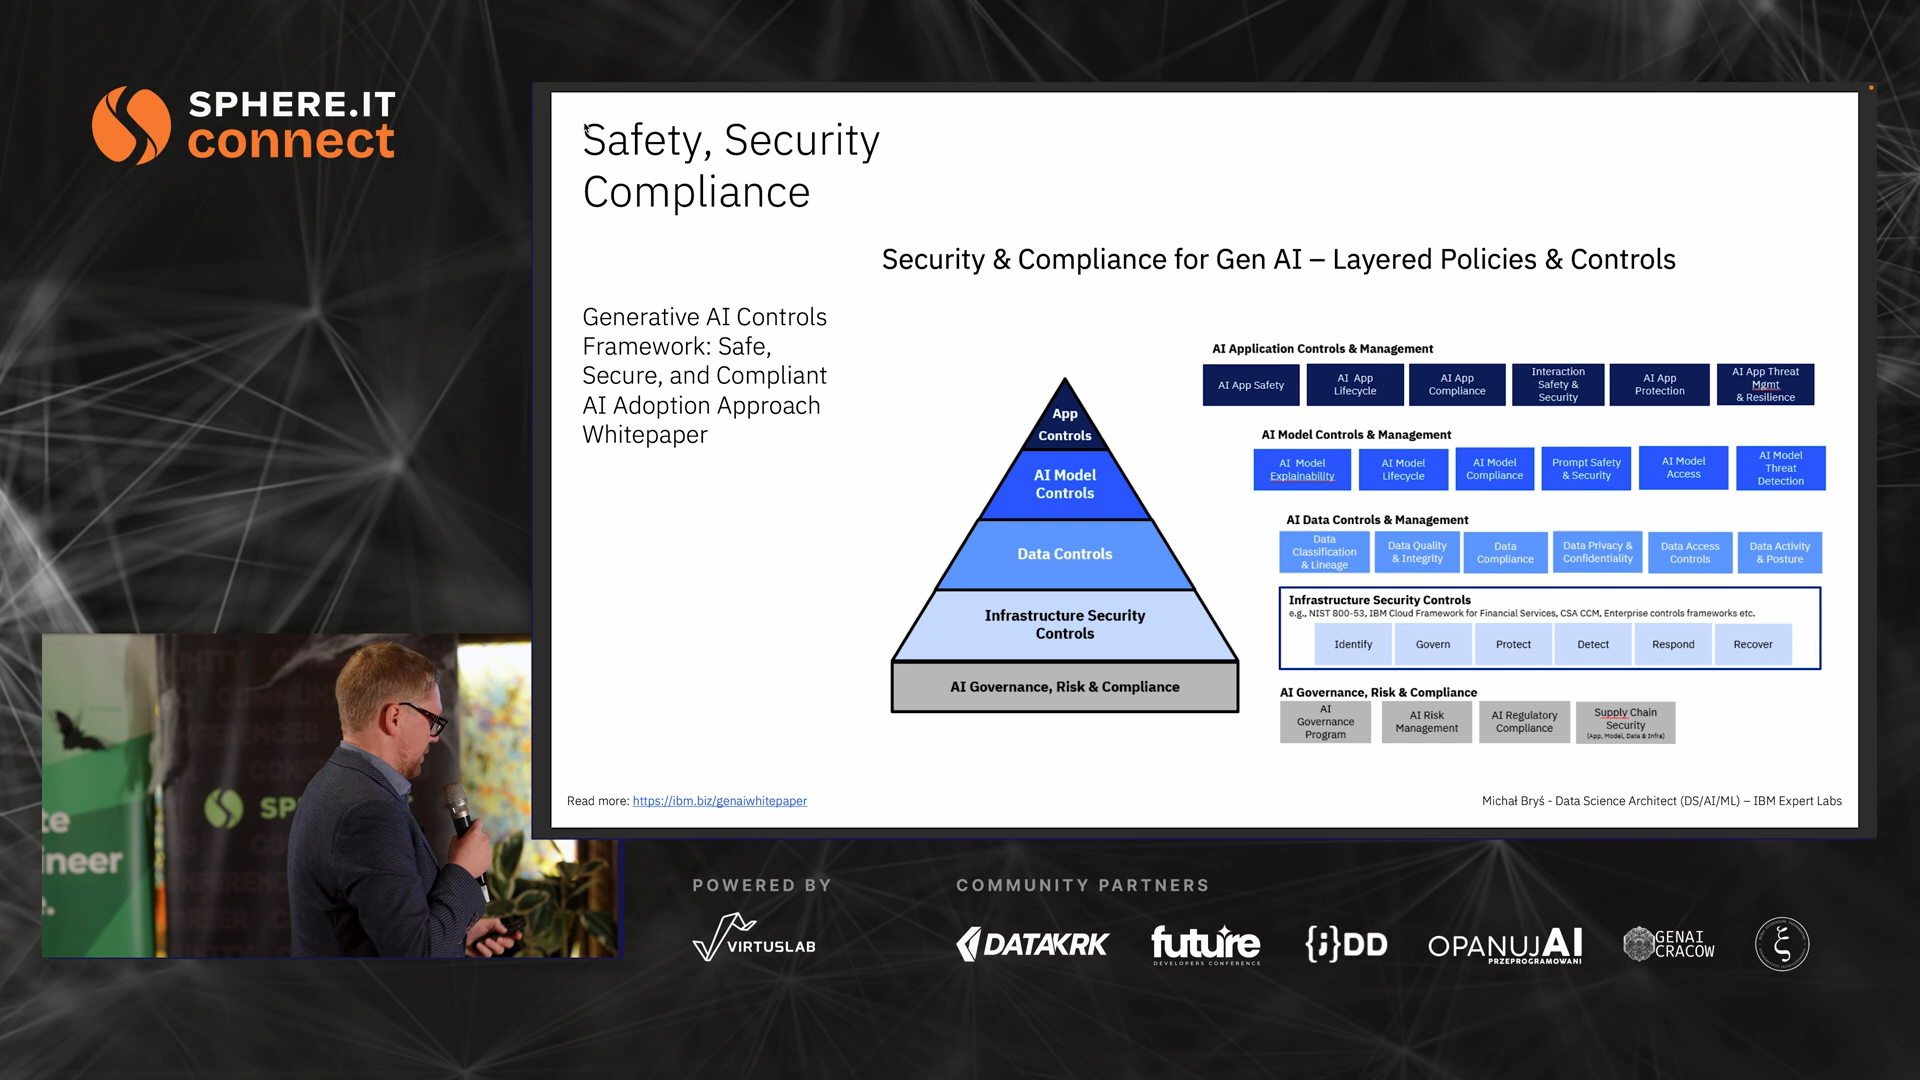 SPHERE.IT
connect
Safety, Security
Compliance
Security & Compliance for Gen AI – Layered Policies & Controls
Generative AI Controls
Framework: Safe,
Secure, and Compliant
AI Adoption Approach
Whitepaper
App
Controls
AI Model
Controls
Data Controls
Infrastructure Security
Controls
AI Governance, Risk & Compliance
AI Application Controls & Management
AI App Safety
AI App
Lifecycle
AI App
Compliance
Interaction
Safety &
Security
AI App
Protection
AI App Threat
Mgmt
& Resilience
AI Model Controls & Management
AI Model
Explainability
AI Model
Lifecycle
AI Model
Compliance
Prompt Safety
& Security
AI Model
Access
AI Model
Threat
Detection
AI Data Controls & Management
Data
Classification
& Lineage
Data Quality
& Integrity
Data
Compliance
Data Privacy &
Confidentiality
Data Access
Controls
Data Activity
& Posture
Infrastructure Security Controls
e.g., NIST 800-53, IBM Cloud Framework for Financial Services, CSA CCM, Enterprise controls frameworks etc.
Identify
Govern
Protect
Detect
Respond
Recover
AI Governance, Risk & Compliance
AI
Governance
Program
AI Risk
Management
AI Regulatory
Compliance
Supply Chain
Security
(App, Model, Data & Infra)
Read more: https://ibm.biz/genaiwhitepaper
Michał Bryś - Data Science Architect (DS/AI/ML) – IBM Expert Labs
te
ineer
SP
POWERED BY
VIRTUSLAB
COMMUNITY PARTNERS
DATAKRK
future
DEVELOPERS CONFERENCE
{;}DD
OPANUJAI
PRZEPROGRAMOWANI
GENAI
CRACOW